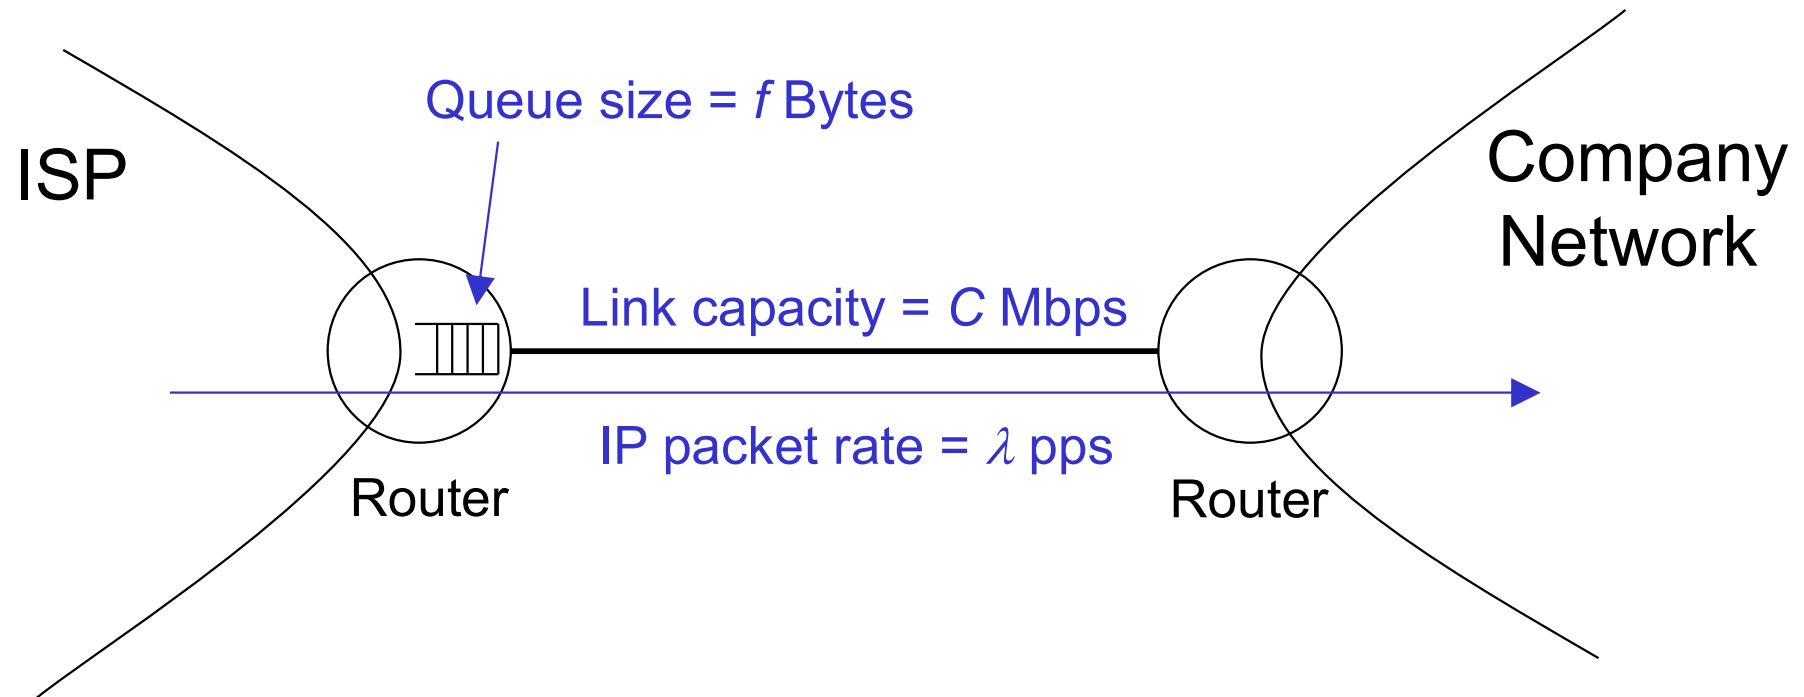 Queue size = f Bytes
ISP
Company
Network
Link capacity = C Mbps
IP packet rate = λ pps
Router
Router